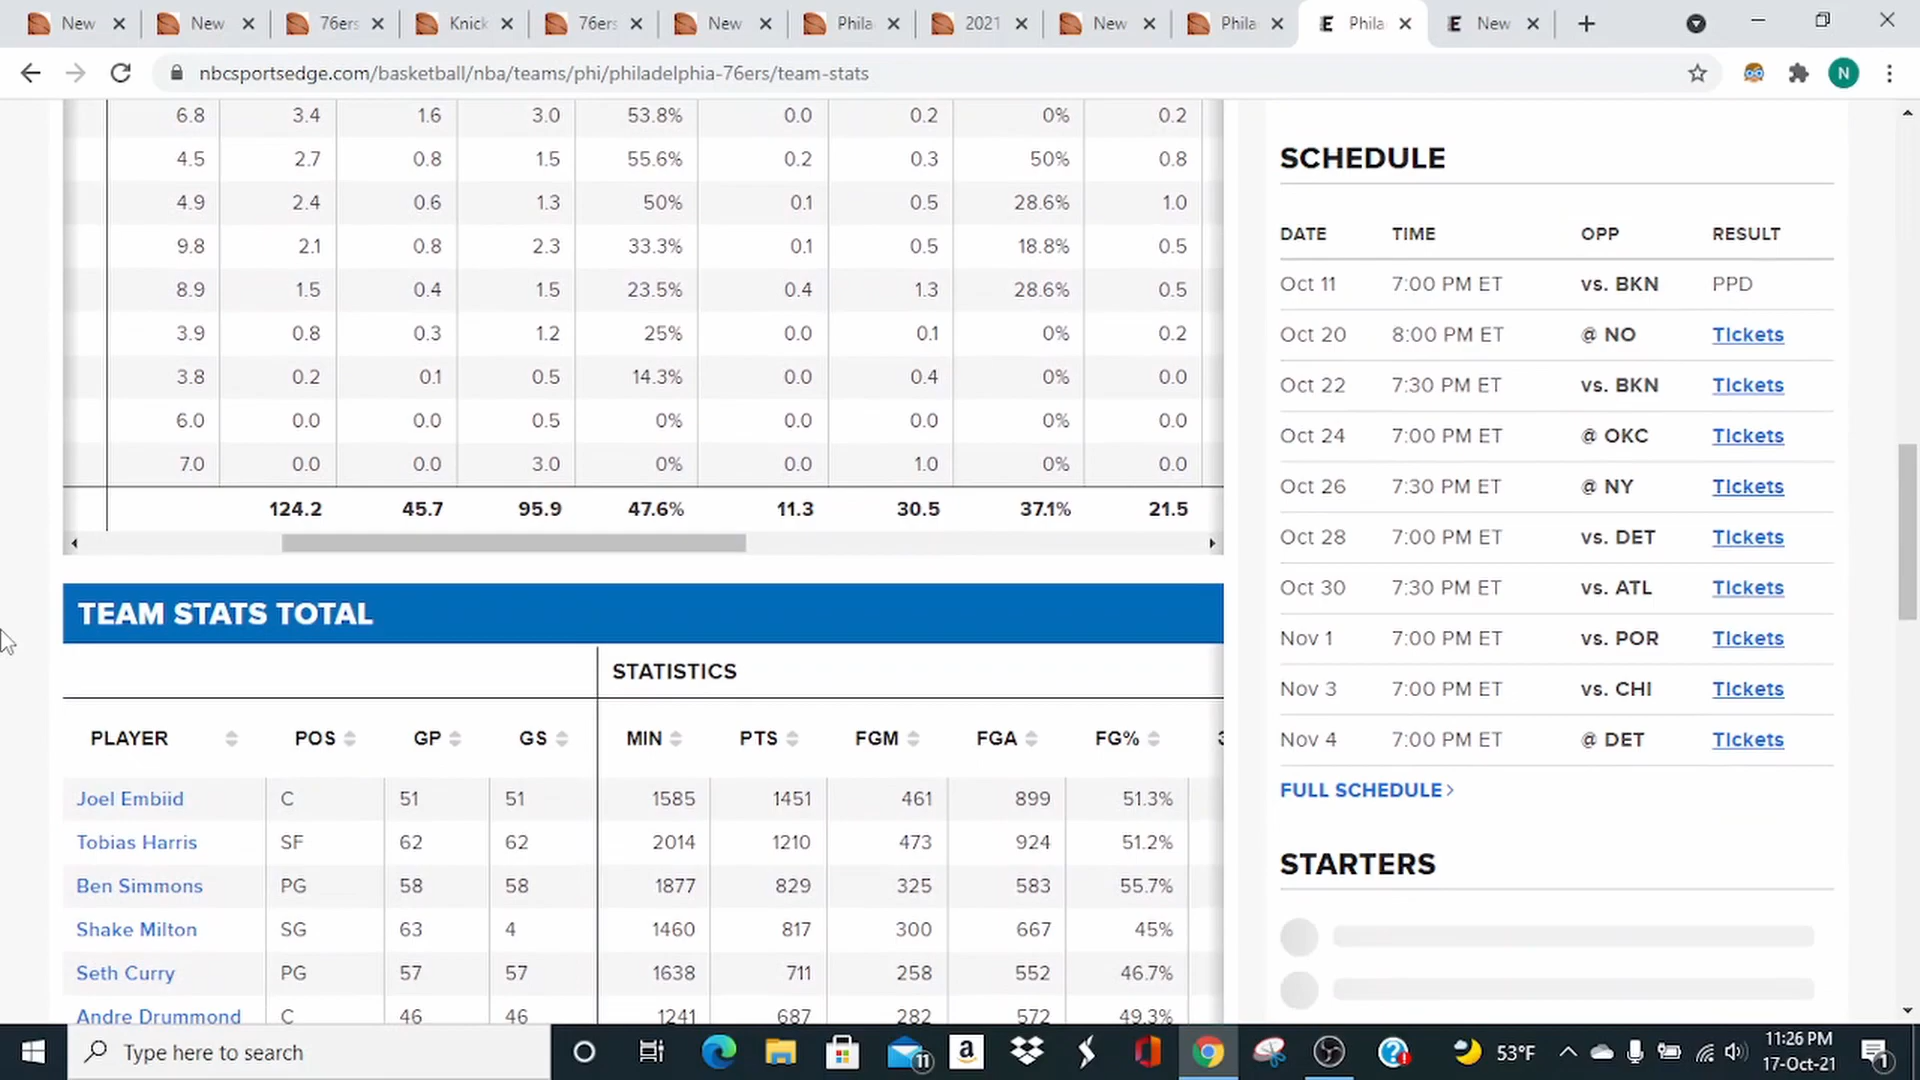 New New 76ers Knick 76ers New Phila 2021 New Phila Phila New
nbcsportsedge.com/basketball/nba/teams/phi/philadelphia-76ers/team-stats
N
6.8 3.4 1.6 3.0 53.8% 0.0 0.2 0% 0.2
4.5 2.7 0.8 1.5 55.6% 0.2 0.3 50% 0.8
4.9 2.4 0.6 1.3 50% 0.1 0.5 28.6% 1.0
9.8 2.1 0.8 2.3 33.3% 0.1 0.5 18.8% 0.5
8.9 1.5 0.4 1.5 23.5% 0.4 1.3 28.6% 0.5
3.9 0.8 0.3 1.2 25% 0.0 0.1 0% 0.2
3.8 0.2 0.1 0.5 14.3% 0.0 0.4 0% 0.0
6.0 0.0 0.0 0.5 0% 0.0 0.0 0% 0.0
7.0 0.0 0.0 3.0 0% 0.0 1.0 0% 0.0
124.2 45.7 95.9 47.6% 11.3 30.5 37.1% 21.5
TEAM STATS TOTAL
STATISTICS
PLAYER POS GP GS MIN PTS FGM FGA FG%
Joel Embiid C 51 51 1585 1451 461 899 51.3%
Tobias Harris SF 62 62 2014 1210 473 924 51.2%
Ben Simmons PG 58 58 1877 829 325 583 55.7%
Shake Milton SG 63 4 1460 817 300 667 45%
Seth Curry PG 57 57 1638 711 258 552 46.7%
Andre Drummond C 46 46 1241 687 282 572 49.3%
SCHEDULE
DATE TIME OPP RESULT
Oct 11 7:00 PM ET vs. BKN PPD
Oct 20 8:00 PM ET @ NO Tickets
Oct 22 7:30 PM ET vs. BKN Tickets
Oct 24 7:00 PM ET @ OKC Tickets
Oct 26 7:30 PM ET @ NY Tickets
Oct 28 7:00 PM ET vs. DET Tickets
Oct 30 7:30 PM ET vs. ATL Tickets
Nov 1 7:00 PM ET vs. POR Tickets
Nov 3 7:00 PM ET vs. CHI Tickets
Nov 4 7:00 PM ET @ DET Tickets
FULL SCHEDULE >
STARTERS
Type here to search
11
53°F
11:26 PM
17-Oct-21
1